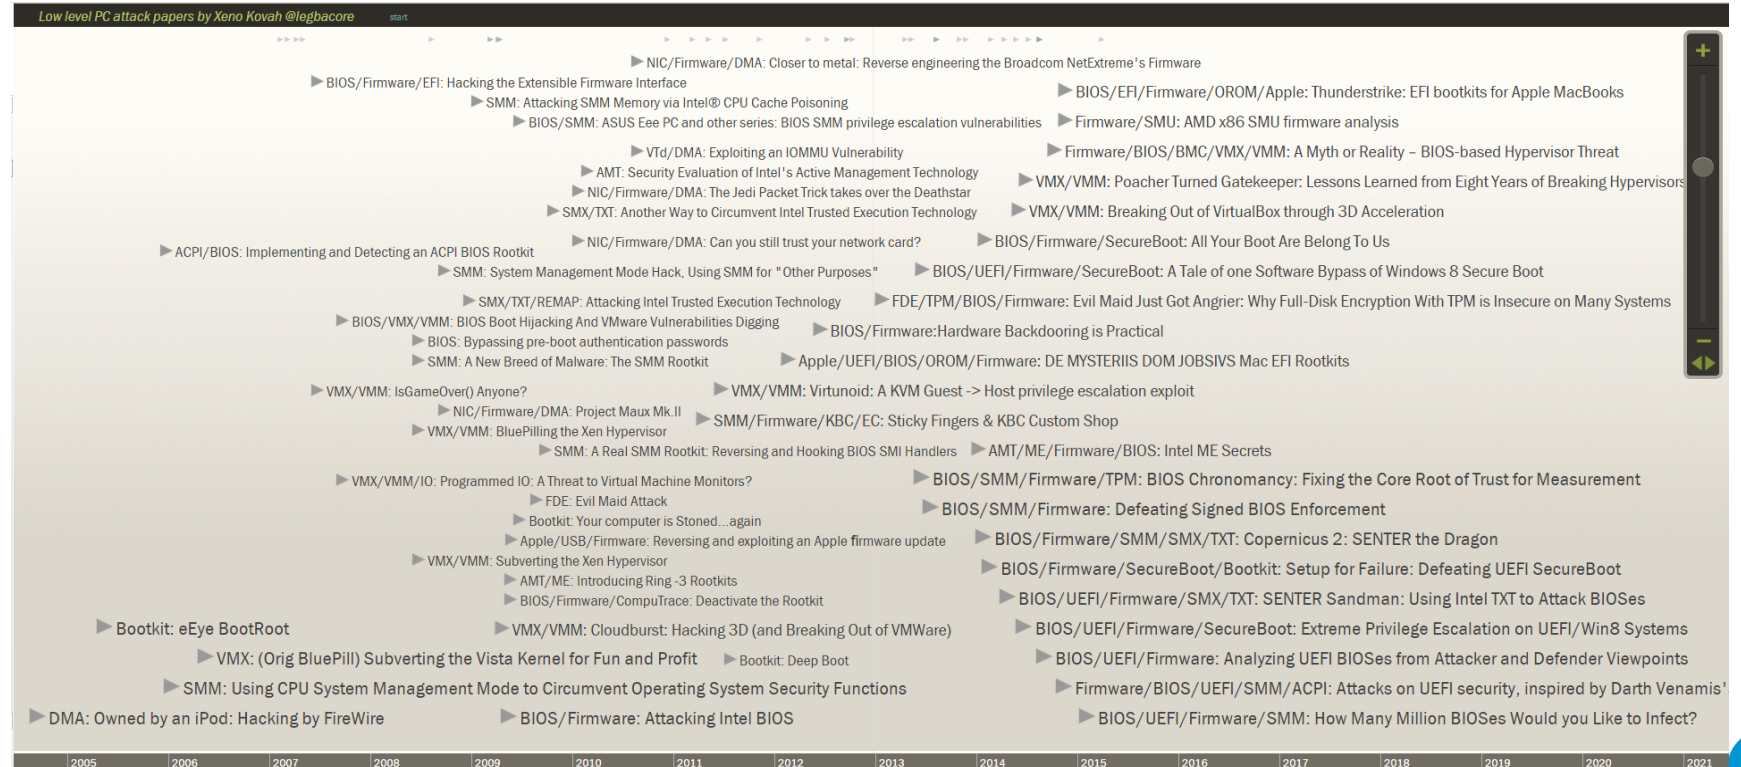 Low level PC attack papers by Xeno Kovah @legbacore start
NIC/Firmware/DMA: Closer to metal: Reverse engineering the Broadcom NetExtreme's Firmware
BIOS/Firmware/EFI: Hacking the Extensible Firmware Interface
BIOS/EFI/Firmware/OROM/Apple: Thunderstrike: EFI bootkits for Apple MacBooks
SMM: Attacking SMM Memory via Intel® CPU Cache Poisoning
BIOS/SMM: ASUS Eee PC and other series: BIOS SMM privilege escalation vulnerabilities
Firmware/SMU: AMD x86 SMU firmware analysis
VTd/DMA: Exploiting an IOMMU Vulnerability
Firmware/BIOS/BMC/VMX/VMM: A Myth or Reality – BIOS-based Hypervisor Threat
AMT: Security Evaluation of Intel's Active Management Technology
VMX/VMM: Poacher Turned Gatekeeper: Lessons Learned from Eight Years of Breaking Hypervisors
NIC/Firmware/DMA: The Jedi Packet Trick takes over the Deathstar
SMX/TXT: Another Way to Circumvent Intel Trusted Execution Technology
VMX/VMM: Breaking Out of VirtualBox through 3D Acceleration
NIC/Firmware/DMA: Can you still trust your network card?
BIOS/Firmware/SecureBoot: All Your Boot Are Belong To Us
ACPI/BIOS: Implementing and Detecting an ACPI BIOS Rootkit
SMM: System Management Mode Hack, Using SMM for "Other Purposes"
BIOS/UEFI/Firmware/SecureBoot: A Tale of one Software Bypass of Windows 8 Secure Boot
SMX/TXT/REMAP: Attacking Intel Trusted Execution Technology
FDE/TPM/BIOS/Firmware: Evil Maid Just Got Angrier: Why Full-Disk Encryption With TPM is Insecure on Many Systems
BIOS/VMX/VMM: BIOS Boot Hijacking And VMware Vulnerabilities Digging
BIOS/Firmware:Hardware Backdooring is Practical
BIOS: Bypassing pre-boot authentication passwords
SMM: A New Breed of Malware: The SMM Rootkit
Apple/UEFI/BIOS/OROM/Firmware: DE MYSTERIIS DOM JOBSIVS Mac EFI Rootkits
VMX/VMM: IsGameOver() Anyone?
VMX/VMM: Virtunoid: A KVM Guest -> Host privilege escalation exploit
NIC/Firmware/DMA: Project Maux Mk.II
SMM/Firmware/KBC/EC: Sticky Fingers & KBC Custom Shop
VMX/VMM: BluePilling the Xen Hypervisor
SMM: A Real SMM Rootkit: Reversing and Hooking BIOS SMI Handlers
AMT/ME/Firmware/BIOS: Intel ME Secrets
VMX/VMM/IO: Programmed IO: A Threat to Virtual Machine Monitors?
BIOS/SMM/Firmware/TPM: BIOS Chronomancy: Fixing the Core Root of Trust for Measurement
FDE: Evil Maid Attack
BIOS/SMM/Firmware: Defeating Signed BIOS Enforcement
Bootkit: Your computer is Stoned...again
Apple/USB/Firmware: Reversing and exploiting an Apple firmware update
BIOS/Firmware/SMM/SMX/TXT: Copernicus 2: SENTER the Dragon
VMX/VMM: Subverting the Xen Hypervisor
BIOS/Firmware/SecureBoot/Bootkit: Setup for Failure: Defeating UEFI SecureBoot
AMT/ME: Introducing Ring -3 Rootkits
BIOS/Firmware/CompuTrace: Deactivate the Rootkit
BIOS/UEFI/Firmware/SMX/TXT: SENTER Sandman: Using Intel TXT to Attack BIOSes
Bootkit: eEye BootRoot
VMX/VMM: Cloudburst: Hacking 3D (and Breaking Out of VMWare)
BIOS/UEFI/Firmware/SecureBoot: Extreme Privilege Escalation on UEFI/Win8 Systems
VMX: (Orig BluePill) Subverting the Vista Kernel for Fun and Profit
Bootkit: Deep Boot
BIOS/UEFI/Firmware: Analyzing UEFI BIOSes from Attacker and Defender Viewpoints
SMM: Using CPU System Management Mode to Circumvent Operating System Security Functions
Firmware/BIOS/UEFI/SMM/ACPI: Attacks on UEFI security, inspired by Darth Venamis'
DMA: Owned by an iPod: Hacking by FireWire
BIOS/Firmware: Attacking Intel BIOS
BIOS/UEFI/Firmware/SMM: How Many Million BIOSes Would you Like to Infect?
2005 2006 2007 2008 2009 2010 2011 2012 2013 2014 2015 2016 2017 2018 2019 2020 2021